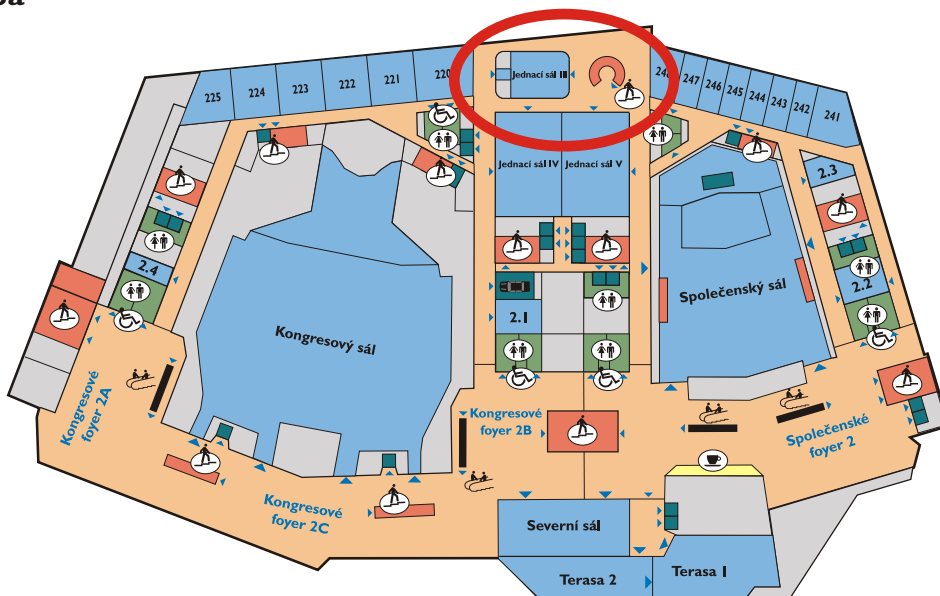 225
224
223
222
221
220
Jednací sál III
247
246
245
244
243
242
241
Jednací sál IV
Jednací sál V
2.3
2.4
2.2
Společenský sál
2.1
Kongresový sál
Kongresové
foyer 2A
Kongresové
foyer 2B
Společenské
foyer 2
Kongresové
foyer 2C
Severní sál
Terasa 2
Terasa 1